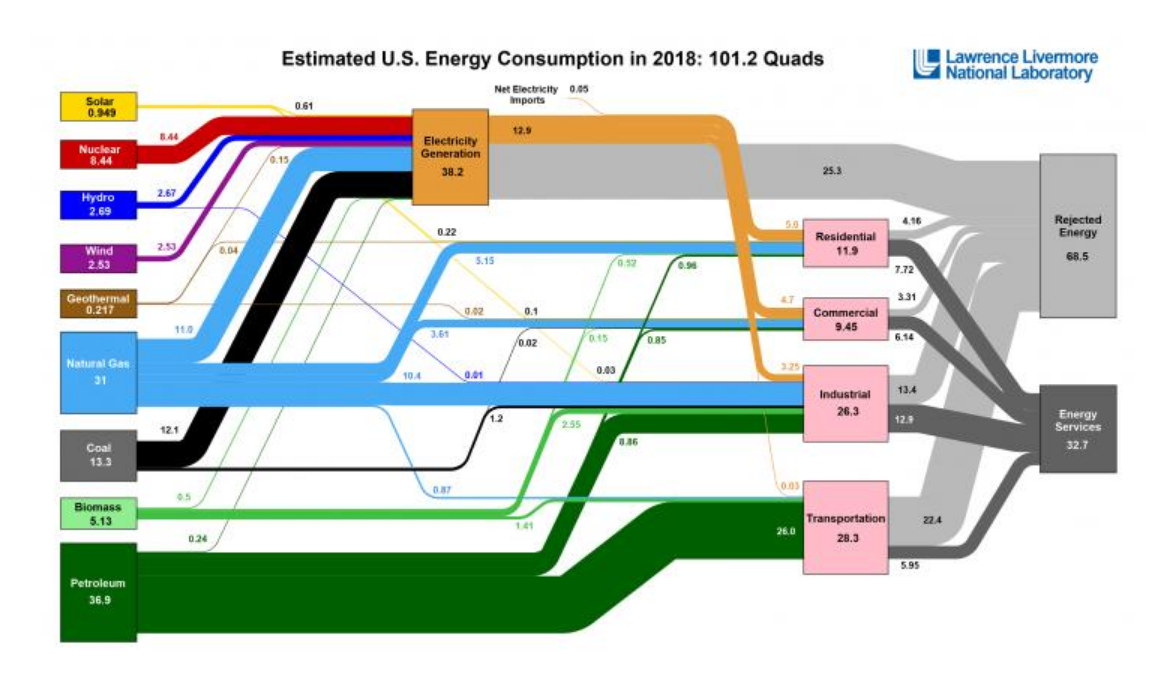 Estimated U.S. Energy Consumption in 2018: 101.2 Quads
Lawrence Livermore
National Laboratory
Net Electricity
Imports
0.05
Solar
0.949
0.61
Electricity
Generation
38.2
12.9
Nuclear
8.44
8.44
0.15
25.3
Rejected
Energy
68.5
Hydro
2.69
2.67
Wind
2.53
2.53
0.04
0.22
5.15
0.52
0.96
5.0
Residential
11.9
4.16
7.72
Geothermal
0.217
0.02
0.1
4.7
Commercial
9.45
3.31
6.14
Natural Gas
31
11.0
3.61
0.02
0.15
0.85
10.4
0.01
0.03
3.25
Industrial
26.3
13.4
12.9
Energy
Services
32.7
Coal
13.3
12.1
1.2
2.55
8.86
Biomass
5.13
0.5
0.87
1.41
0.03
Transportation
28.3
26.0
22.4
5.95
Petroleum
36.9
0.24